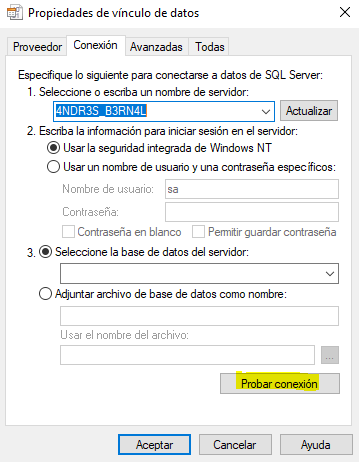 Propiedades de vínculo de datos
Proveedor Conexión Avanzadas Todas
Especifique lo siguiente para conectarse a datos de SQL Server:
1. Seleccione o escriba un nombre de servidor:
4NDR3S_B3RN4L Actualizar
2. Escriba la información para iniciar sesión en el servidor:
Usar la seguridad integrada de Windows NT
Usar un nombre de usuario y una contraseña específicos:
Nombre de usuario: sa
Contraseña:
Contraseña en blanco Permitir guardar contraseña
3. Seleccione la base de datos del servidor:
Adjuntar archivo de base de datos como nombre:
Usar el nombre del archivo:
...
Probar conexión
Aceptar Cancelar Ayuda